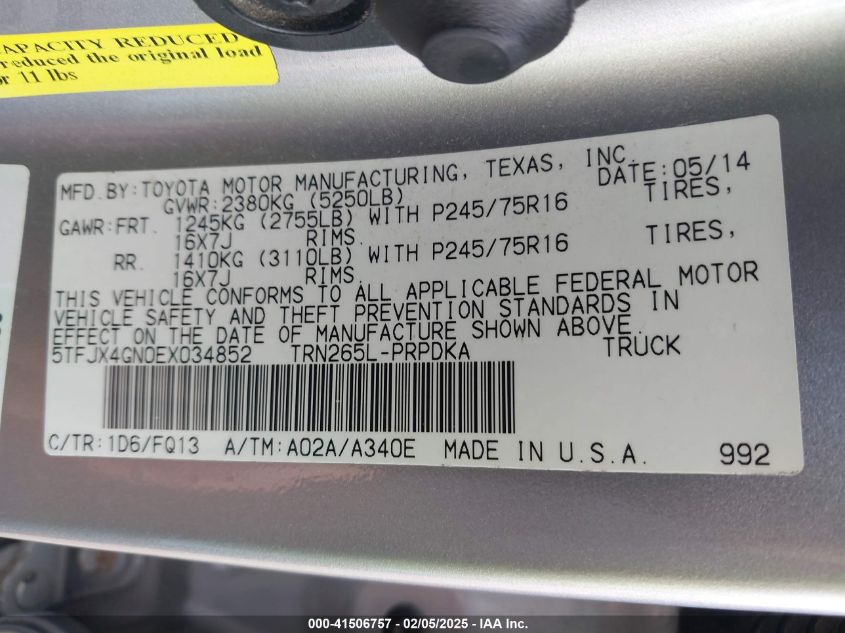 CAPACITY REDUCED
reduced the original load
or 11 lbs
MFD.BY:TOYOTA MOTOR MANUFACTURING, TEXAS, INC. DATE:05/14
GVWR:2380KG (5250LB)
GAWR:FRT. 1245KG (2755LB) WITH P245/75R16 TIRES,
16X7J RIMS.
RR. 1410KG (3110LB) WITH P245/75R16 TIRES,
16X7J RIMS.
THIS VEHICLE CONFORMS TO ALL APPLICABLE FEDERAL MOTOR
VEHICLE SAFETY AND THEFT PREVENTION STANDARDS IN
EFFECT ON THE DATE OF MANUFACTURE SHOWN ABOVE.
5TFJX4GN0EX034852 TRN265L-PRPDKA TRUCK
C/TR:1D6/FQ13 A/TM:A02A/A340E MADE IN U.S.A. 992
000-41506757 — 02/05/2025 — IAA Inc.